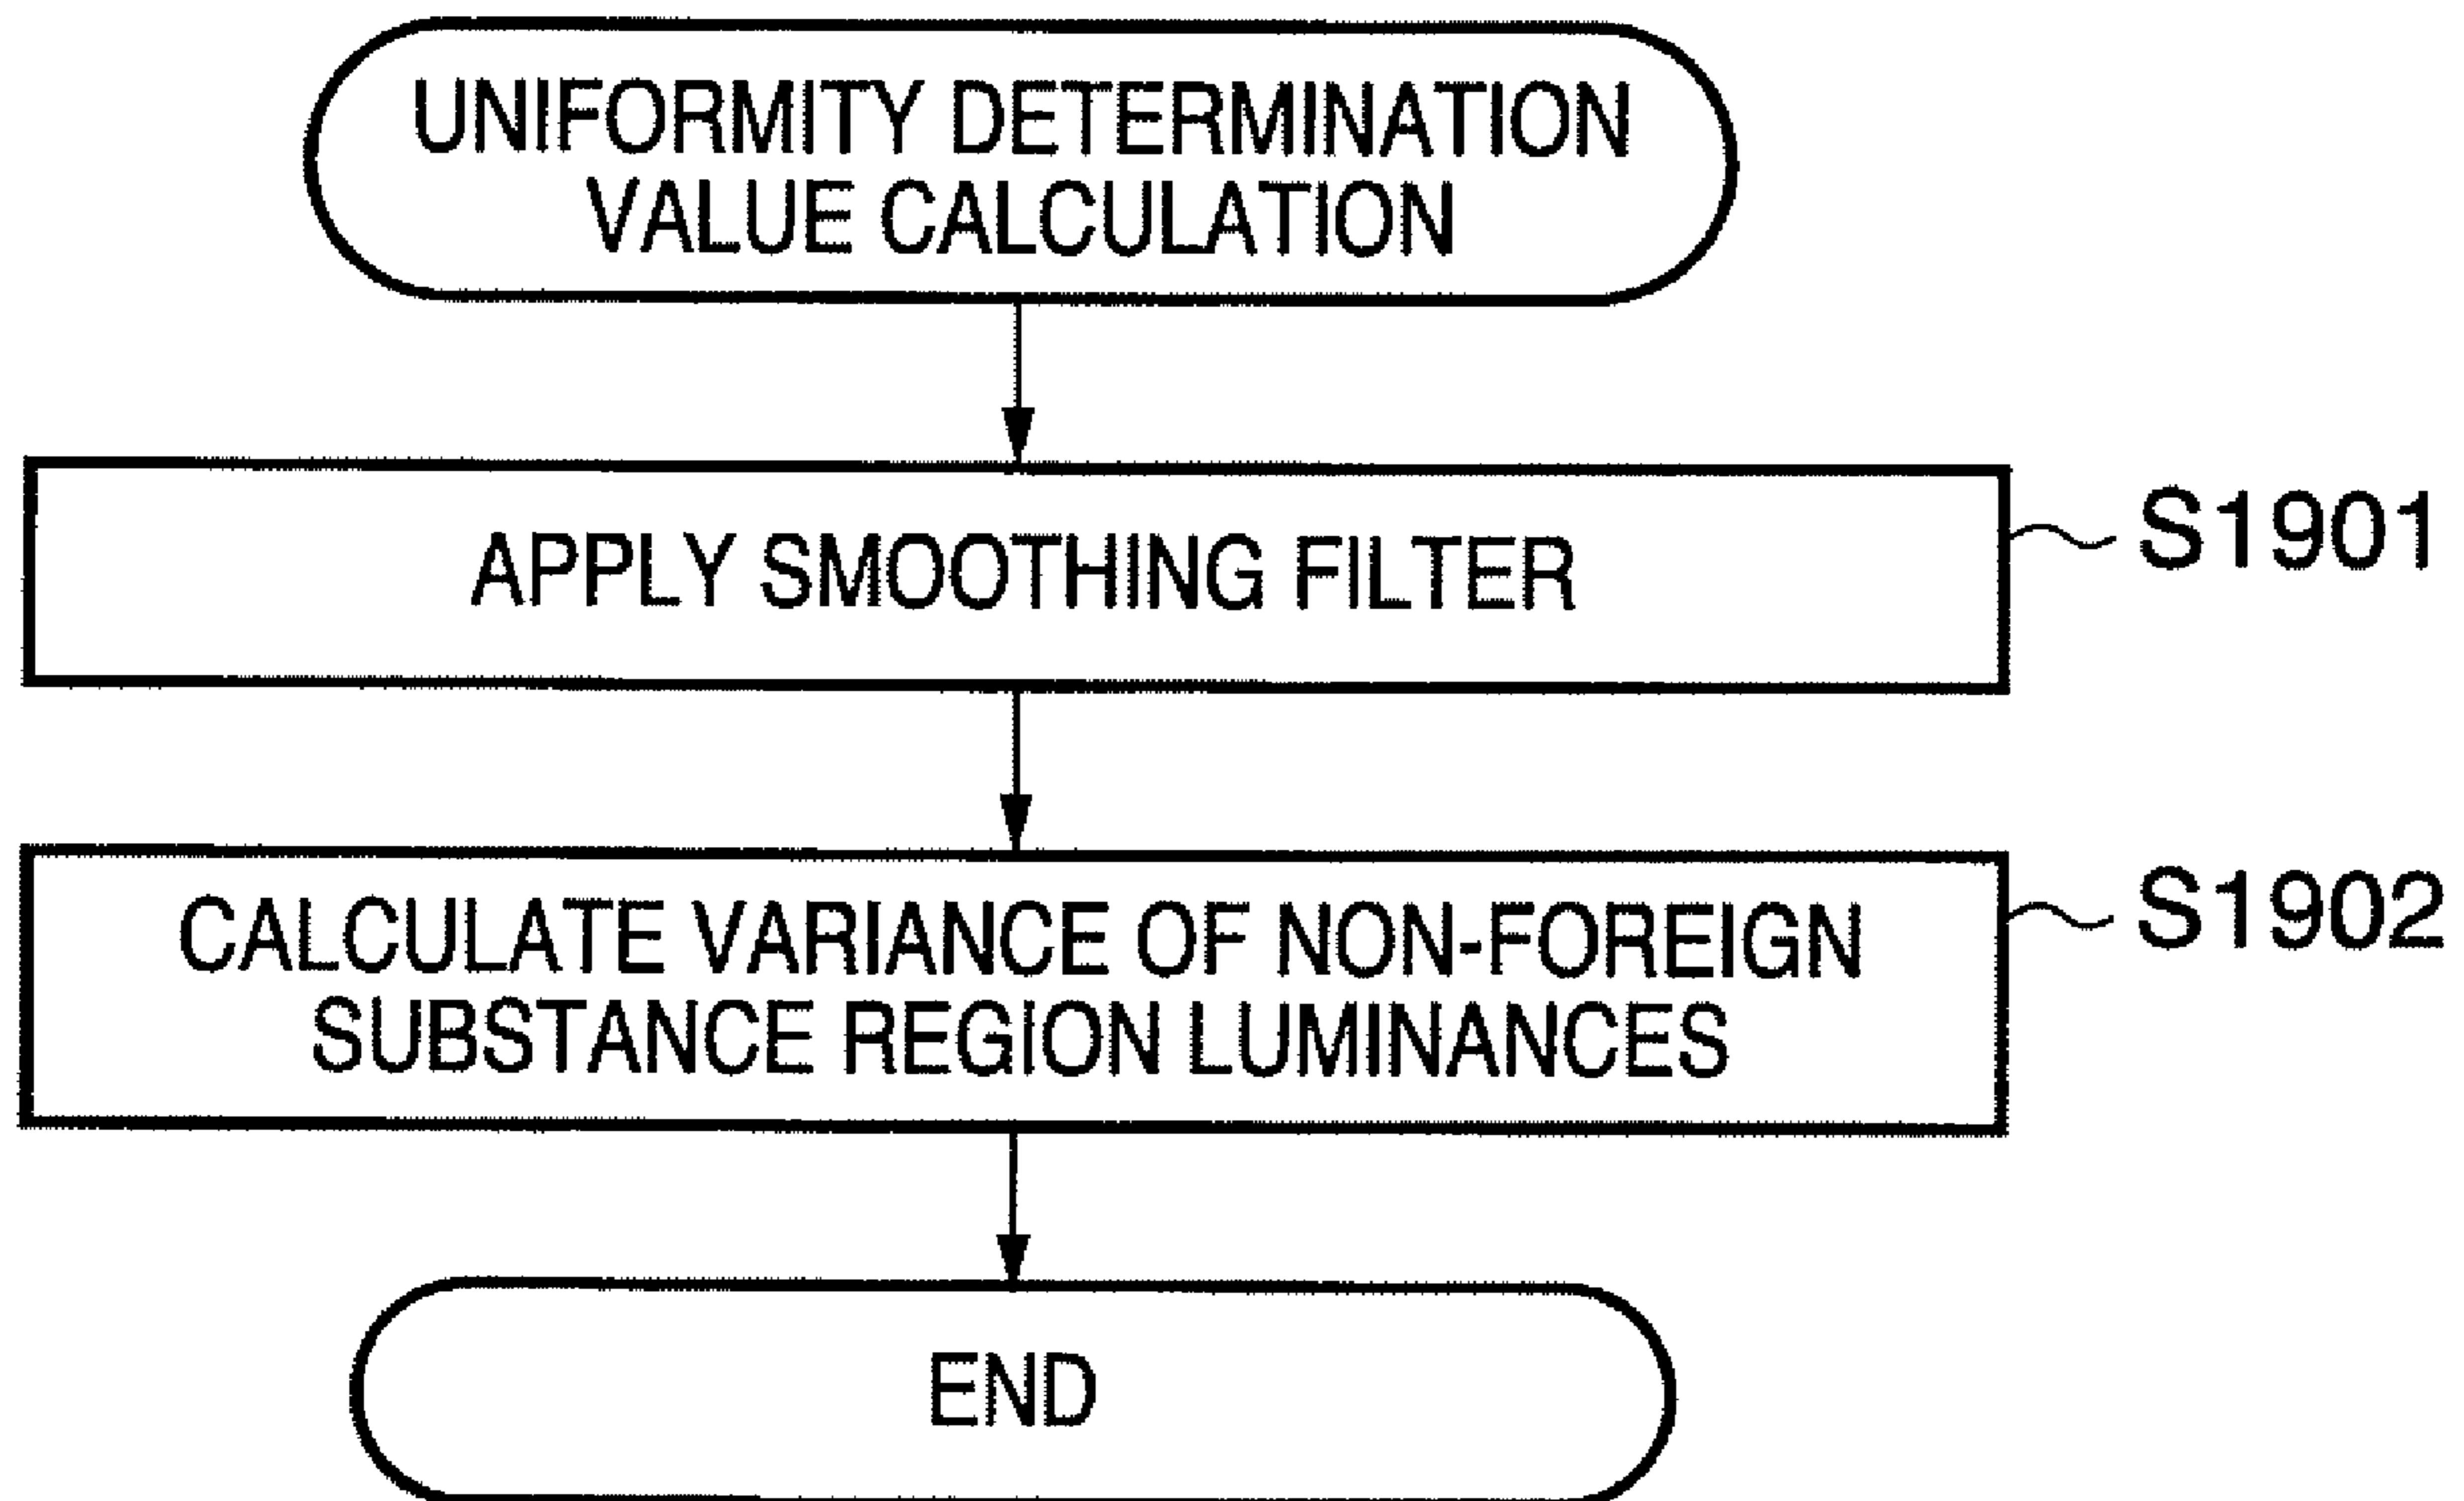 UNIFORMITY DETERMINATION
VALUE CALCULATION
APPLY SMOOTHING FILTER
S1901
CALCULATE VARIANCE OF NON-FOREIGN
SUBSTANCE REGION LUMINANCES
S1902
END